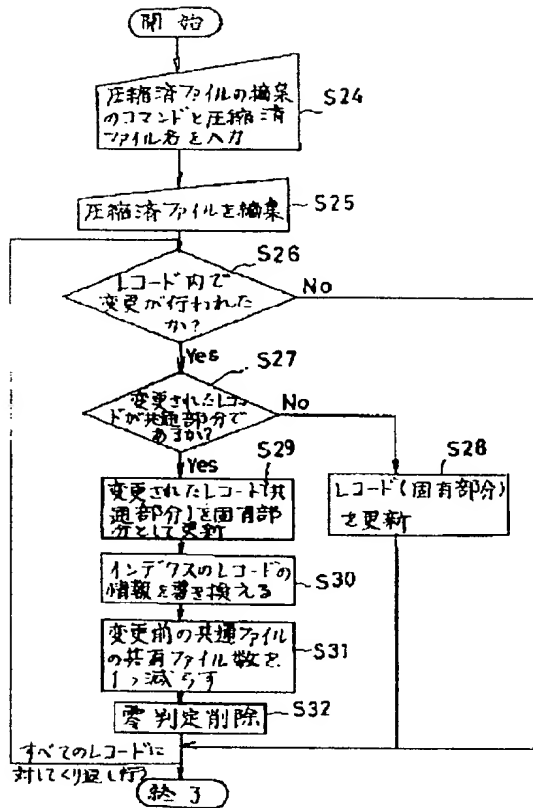 開始
圧縮済ファイルの編集
のコマンドと圧縮済
ファイル名を入力
S24
圧縮済ファイルを編集
S25
S26
レコード内で
変更が行われた
か?
No
Yes
S27
変更されたレコー
ドが共通部分で
あるか?
No
Yes
S29
S28
変更されたレコード(共
通部分)を固有部
分として更新
レコード(固有部分)
を更新
インデクスのレコードの
情報を書き換える
S30
変更前の共通ファイル
の共有ファイル数を
1つ減らす
S31
零判定削除
S32
すべてのレコードに
対してくり返し行う
終了